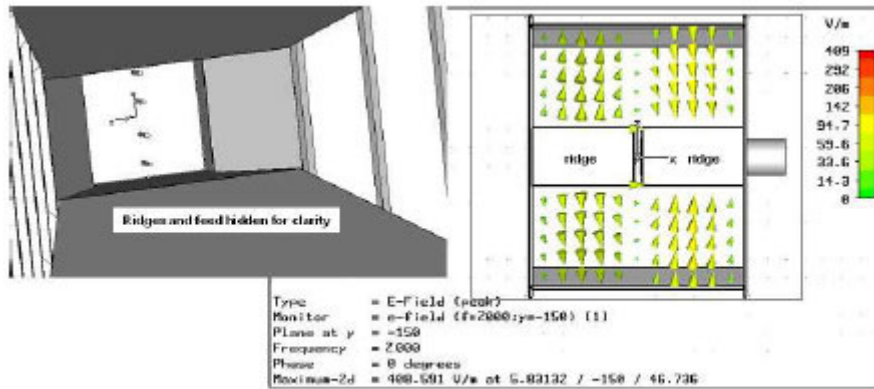 V/m
409
292
206
142
94.7
59.6
33.6
14.3
0
ridge
x ridge
Ridges and feed hidden for clarity
Type = E-Field (peak)
Monitor = e-field (f=2000;y=-150) [1]
Plane at y = -150
Frequency = 2000
Phase = 0 degrees
Maximum-2d = 408.591 V/m at 5.83132 / -150 / 46.736